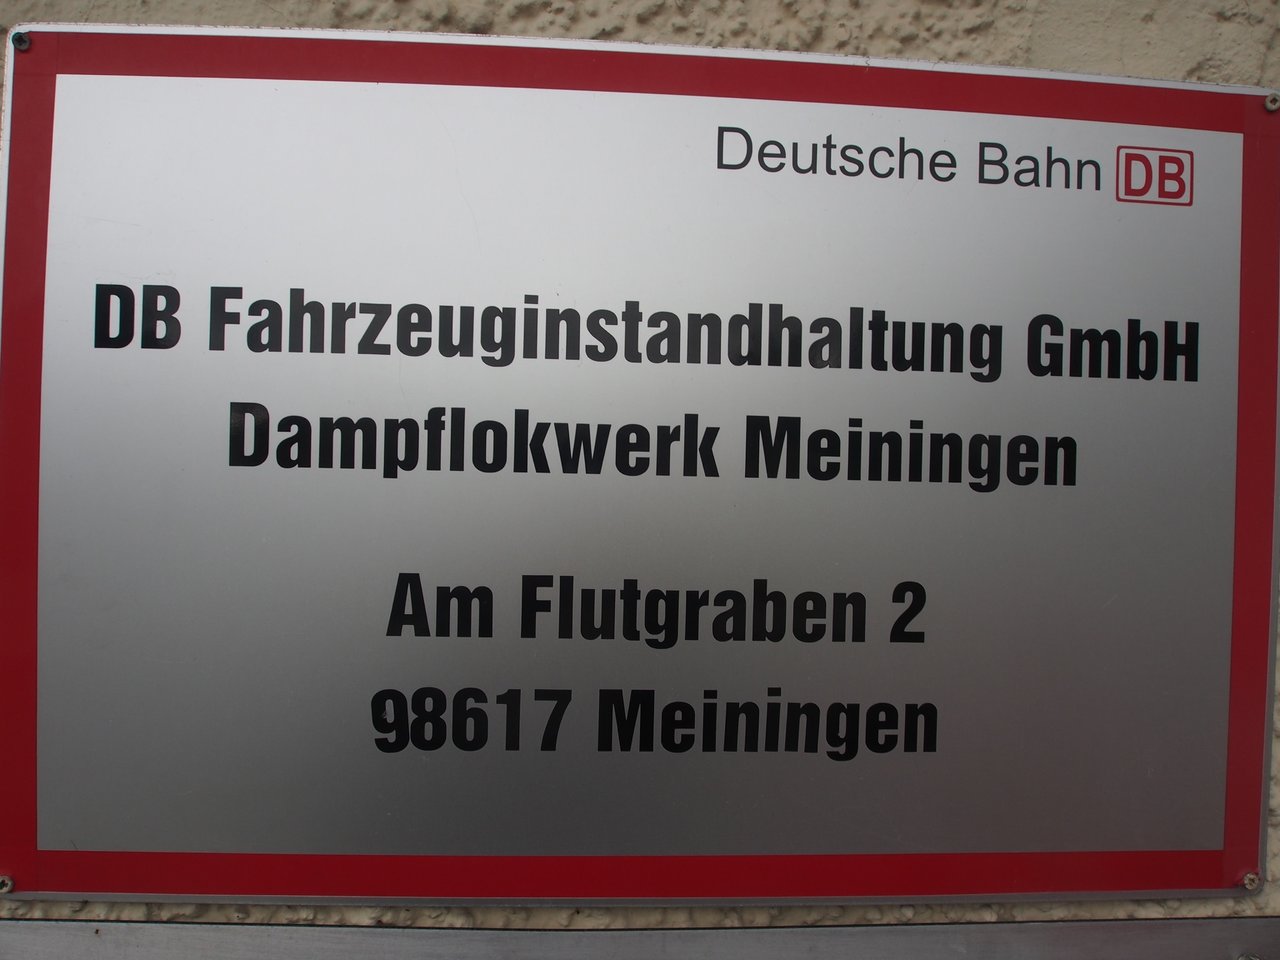 Deutsche Bahn DB
DB Fahrzeuginstandhaltung GmbH
Dampflokwerk Meiningen
Am Flutgraben 2
98617 Meiningen